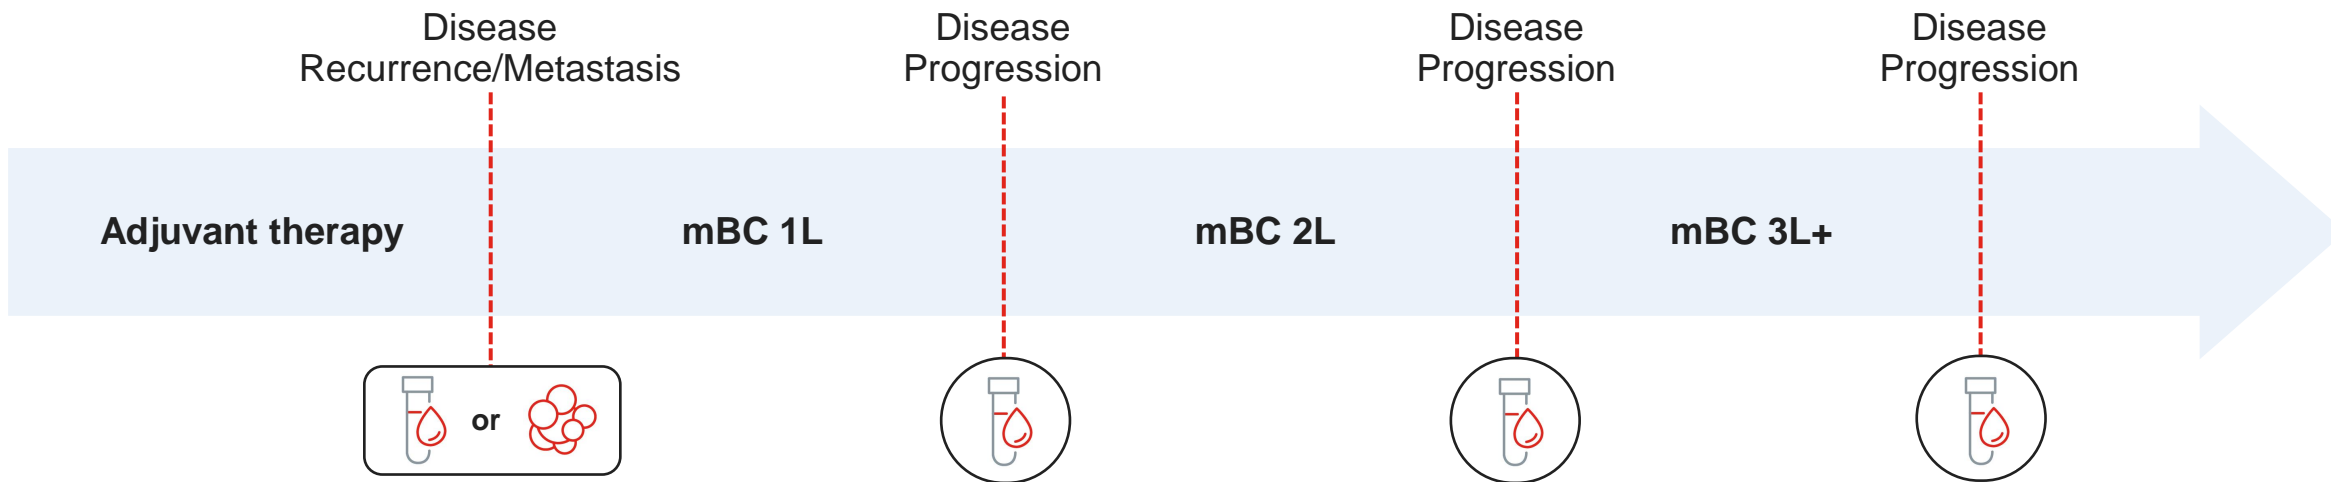 Disease
Recurrence/Metastasis
Disease
Progression
Disease
Progression
Disease
Progression
Adjuvant therapy
mBC 1L
mBC 2L
mBC 3L+
or